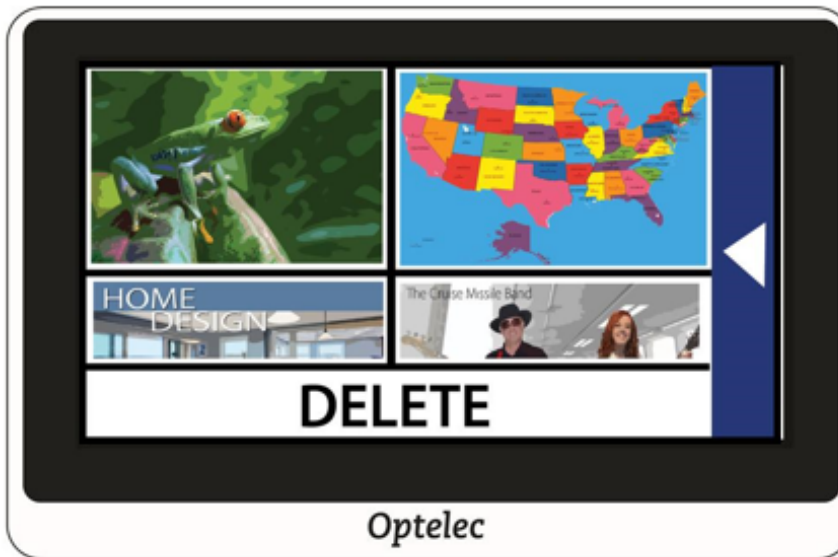 HOME
DESIGN
The Cruise Missile Band
DELETE
Optelec